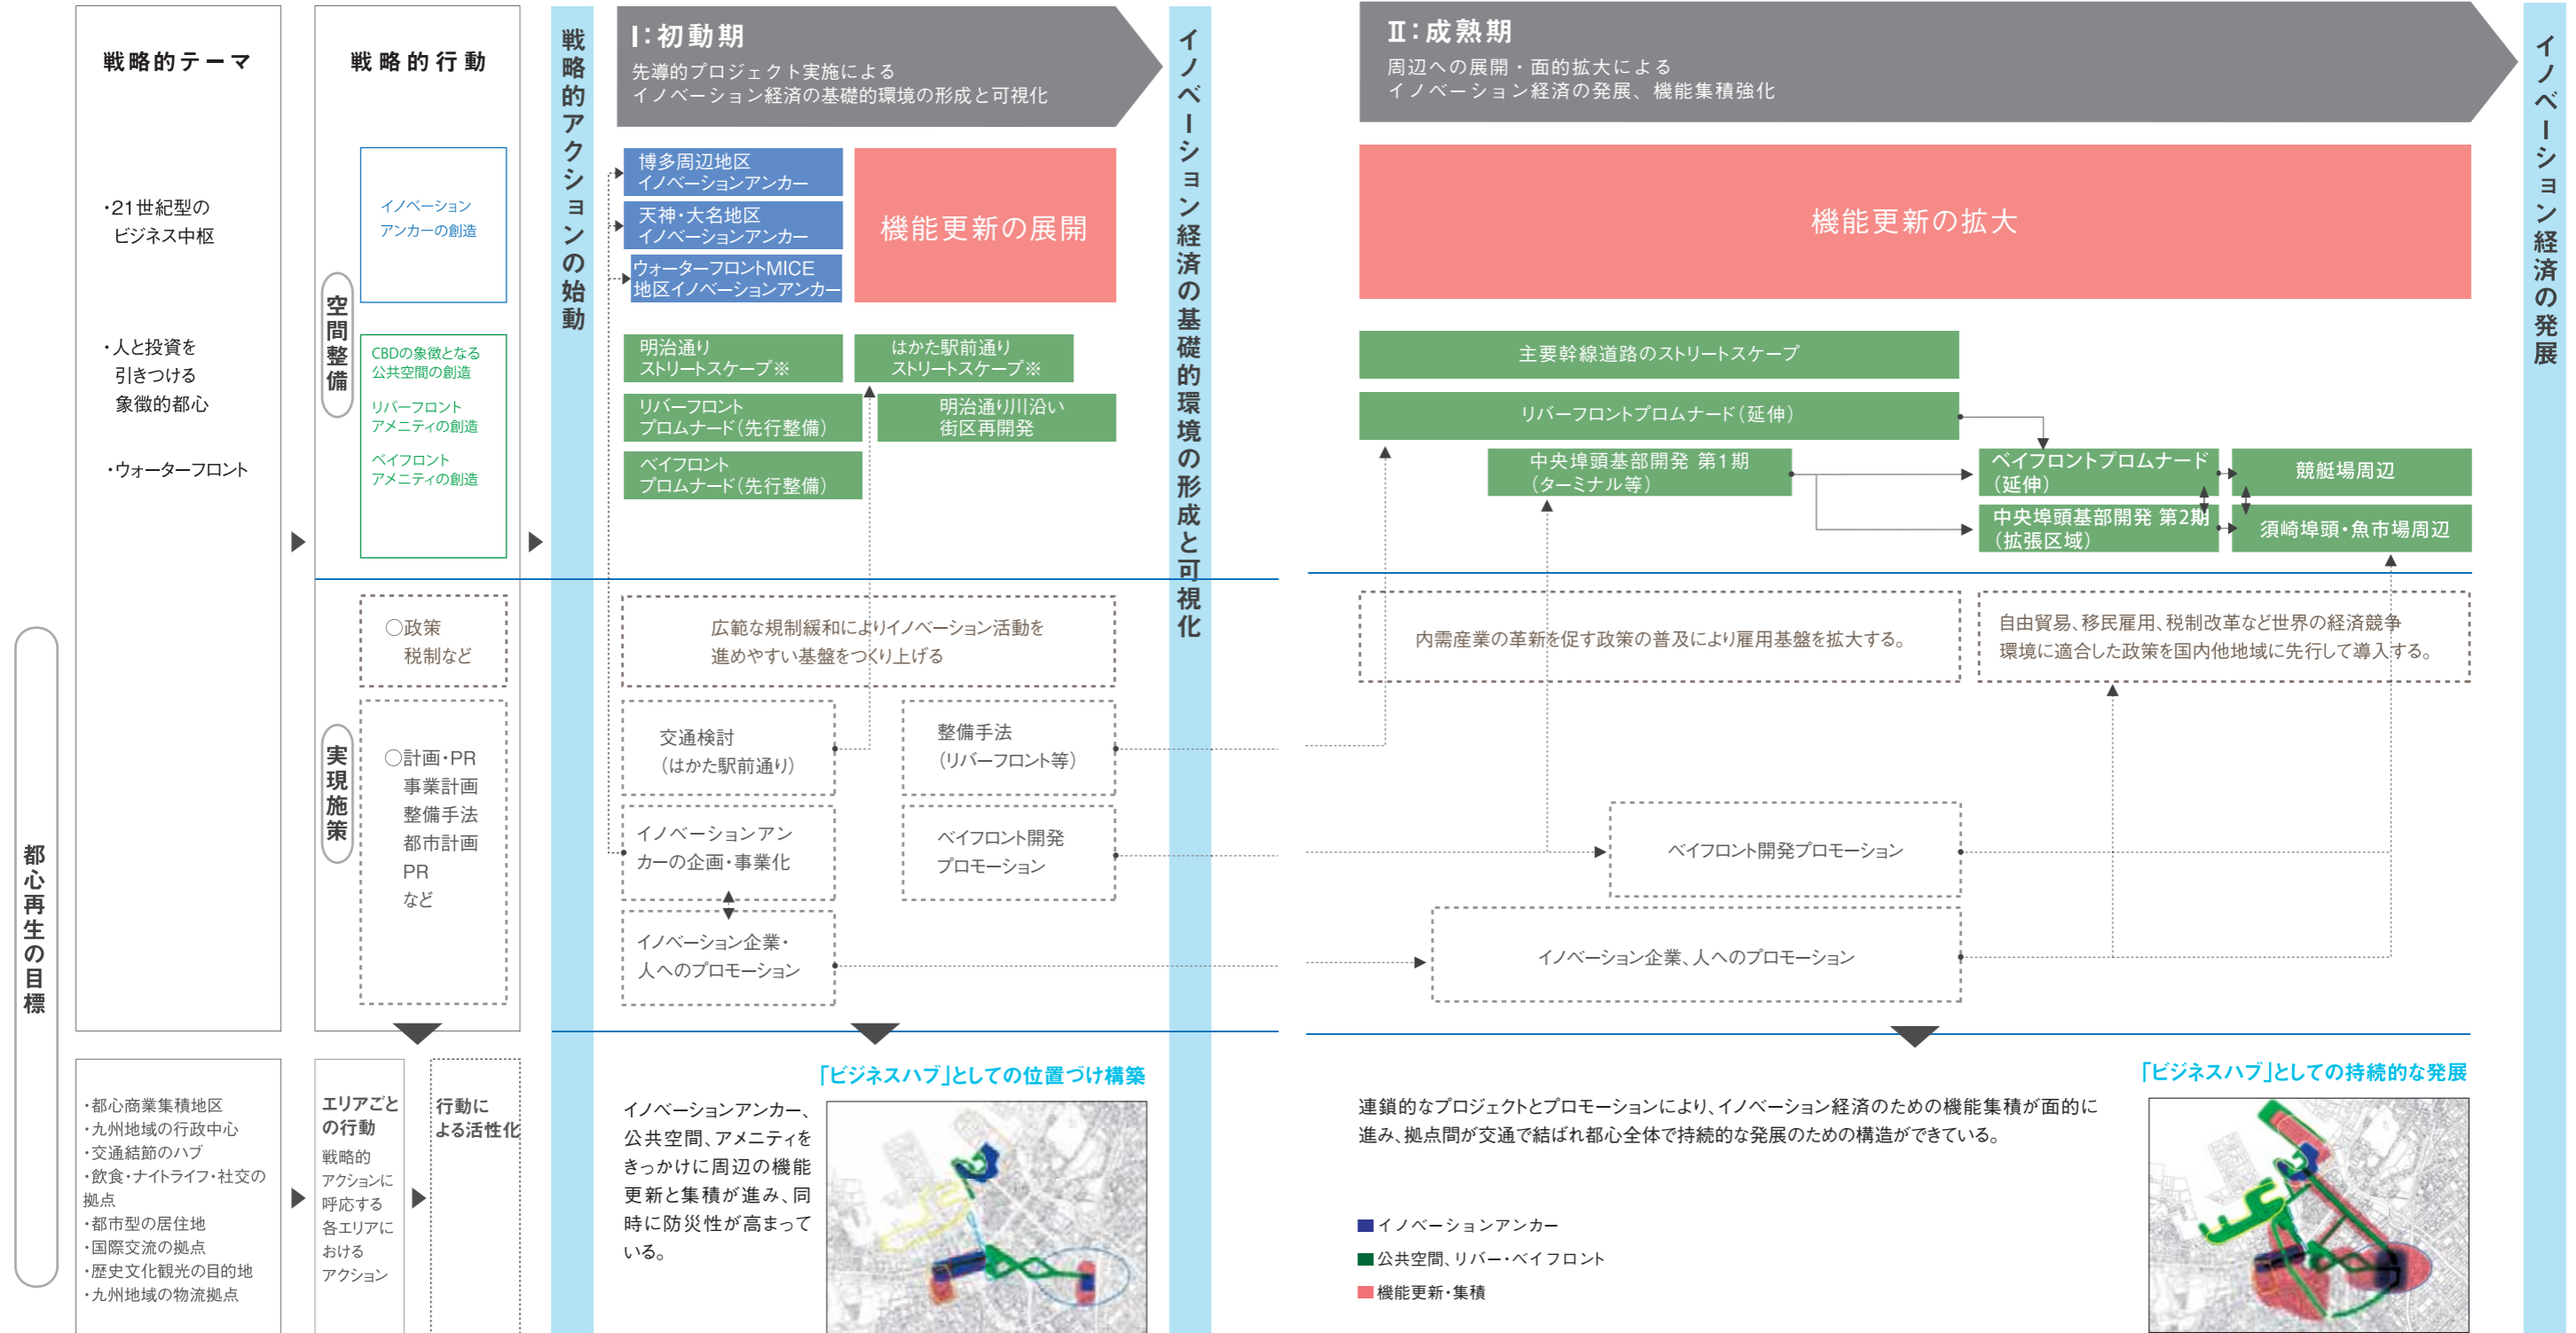 都心再生の目標
戦略的テーマ
・21世紀型の
ビジネス中枢
・人と投資を
引きつける
象徴的都心
・ウォーターフロント
・都心商業集積地区
・九州地域の行政中心
・交通結節のハブ
・飲食・ナイトライフ・社交の
拠点
・都市型の居住地
・国際交流の拠点
・歴史文化観光の目的地
・九州地域の物流拠点
戦略的行動
空間整備
イノベーション
アンカーの創造
CBDの象徴となる
公共空間の創造
リバーフロント
アメニティの創造
ベイフロント
アメニティの創造
実現施策
○政策
税制など
○計画・PR
事業計画
整備手法
都市計画
PR
など
エリアごと
の行動
戦略的
アクションに
呼応する
各エリアに
おける
アクション
行動に
よる活性化
戦略的アクションの始動
Ⅰ:初動期
先導的プロジェクト実施による
イノベーション経済の基礎的環境の形成と可視化
博多周辺地区
イノベーションアンカー
天神・大名地区
イノベーションアンカー
ウォーターフロントMICE
地区イノベーションアンカー
機能更新の展開
明治通り
ストリートスケープ※
はかた駅前通り
ストリートスケープ※
リバーフロント
プロムナード(先行整備)
明治通り川沿い
街区再開発
ベイフロント
プロムナード(先行整備)
広範な規制緩和によりイノベーション活動を
進めやすい基盤をつくり上げる
交通検討
(はかた駅前通り)
整備手法
(リバーフロント等)
イノベーションアン
カーの企画・事業化
ベイフロント開発
プロモーション
イノベーション企業・
人へのプロモーション
「ビジネスハブ」としての位置づけ構築
イノベーションアンカー、
公共空間、アメニティを
きっかけに周辺の機能
更新と集積が進み、同
時に防災性が高まって
いる。
イノベーション経済の基礎的環境の形成と可視化
Ⅱ:成熟期
周辺への展開・面的拡大による
イノベーション経済の発展、機能集積強化
機能更新の拡大
主要幹線道路のストリートスケープ
リバーフロントプロムナード(延伸)
中央埠頭基部開発 第1期
(ターミナル等)
ベイフロントプロムナード
(延伸)
競艇場周辺
中央埠頭基部開発 第2期
(拡張区域)
須崎埠頭・魚市場周辺
内需産業の革新を促す政策の普及により雇用基盤を拡大する。
自由貿易、移民雇用、税制改革など世界の経済競争
環境に適合した政策を国内他地域に先行して導入する。
ベイフロント開発プロモーション
イノベーション企業、人へのプロモーション
「ビジネスハブ」としての持続的な発展
連鎖的なプロジェクトとプロモーションにより、イノベーション経済のための機能集積が面的に
進み、拠点間が交通で結ばれ都心全体で持続的な発展のための構造ができている。
イノベーションアンカー
公共空間、リバー・ベイフロント
機能更新・集積
イノベーション経済の発展